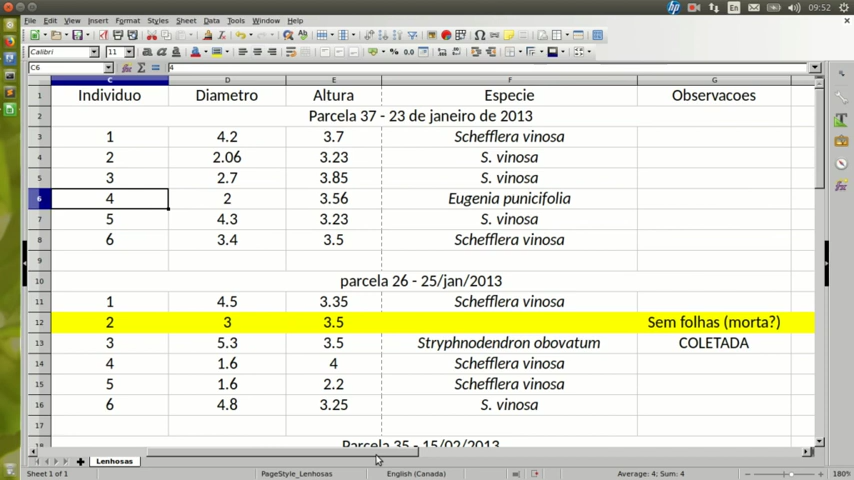 En 09:52
File Edit View Insert Format Styles Sheet Data Tools Window Help
Calibri 11
C6 4
C D E F G
1 Individuo Diametro Altura Especie Observacoes
2 Parcela 37 - 23 de janeiro de 2013
3 1 4.2 3.7 Schefflera vinosa
4 2 2.06 3.23 S. vinosa
5 3 2.7 3.85 S. vinosa
6 4 2 3.56 Eugenia punicifolia
7 5 4.3 3.23 S. vinosa
8 6 3.4 3.5 Schefflera vinosa
9
10 parcela 26 - 25/jan/2013
11 1 4.5 3.35 Schefflera vinosa
12 2 3 3.5 Sem folhas (morta?)
13 3 5.3 3.5 Stryphnodendron obovatum COLETADA
14 4 1.6 4 Schefflera vinosa
15 5 1.6 2.2 Schefflera vinosa
16 6 4.8 3.25 S. vinosa
17
18 Parcela 35 - 15/02/2013
Lenhosas
Sheet 1 of 1 PageStyle_Lenhosas English (Canada) Average: 4; Sum: 4 180%